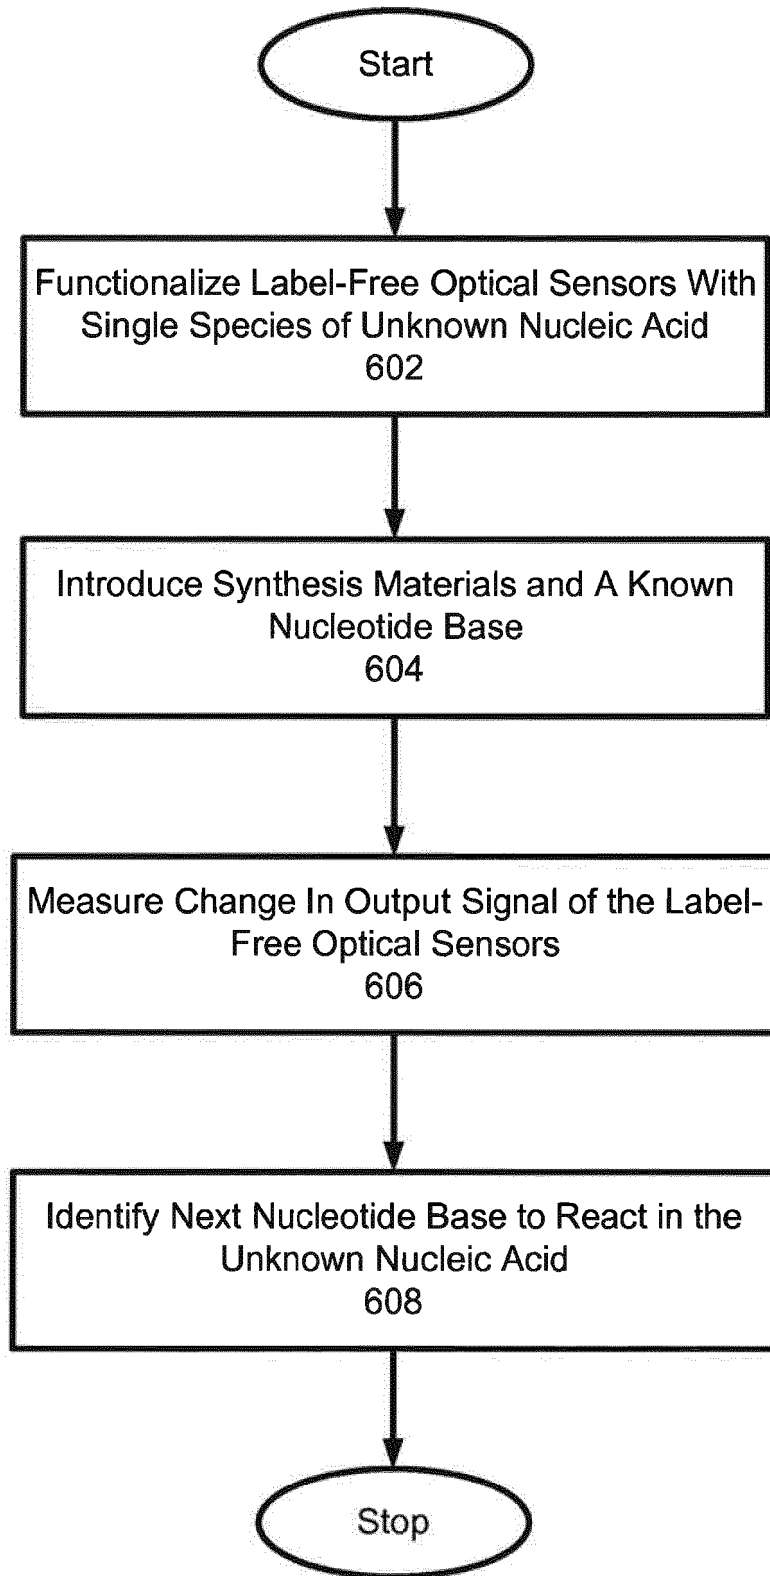 Start
Functionalize Label-Free Optical Sensors With
Single Species of Unknown Nucleic Acid
602
Introduce Synthesis Materials and A Known
Nucleotide Base
604
Measure Change In Output Signal of the Label-
Free Optical Sensors
606
Identify Next Nucleotide Base to React in the
Unknown Nucleic Acid
608
Stop